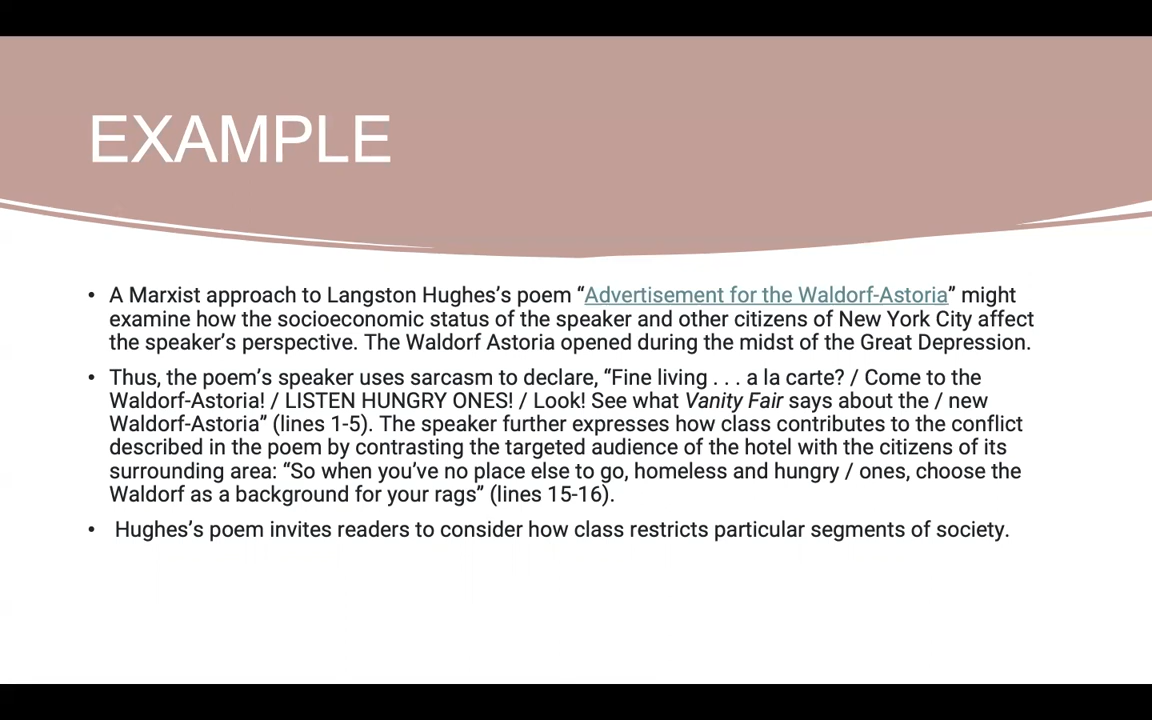 EXAMPLE
• A Marxist approach to Langston Hughes’s poem “Advertisement for the Waldorf-Astoria” might
examine how the socioeconomic status of the speaker and other citizens of New York City affect
the speaker’s perspective. The Waldorf Astoria opened during the midst of the Great Depression.
• Thus, the poem’s speaker uses sarcasm to declare, “Fine living . . . a la carte? / Come to the
Waldorf-Astoria! / LISTEN HUNGRY ONES! / Look! See what Vanity Fair says about the / new
Waldorf-Astoria” (lines 1-5). The speaker further expresses how class contributes to the conflict
described in the poem by contrasting the targeted audience of the hotel with the citizens of its
surrounding area: “So when you’ve no place else to go, homeless and hungry / ones, choose the
Waldorf as a background for your rags” (lines 15-16).
• Hughes’s poem invites readers to consider how class restricts particular segments of society.